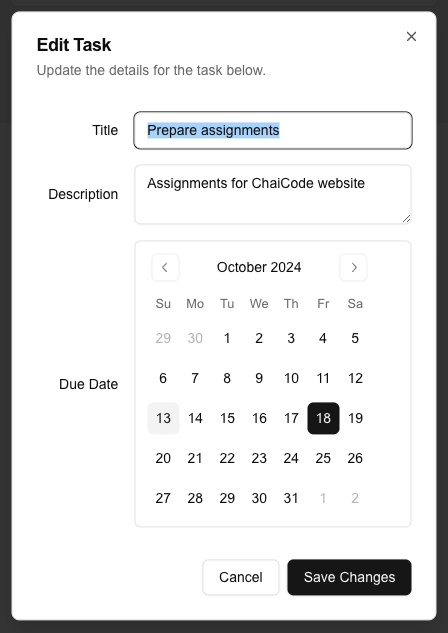 Edit Task
Update the details for the task below.
Title
Prepare assignments
Description
Assignments for ChaiCode website
Due Date
October 2024
Su Mo Tu We Th Fr Sa
29 30 1 2 3 4 5
6 7 8 9 10 11 12
13 14 15 16 17 18 19
20 21 22 23 24 25 26
27 28 29 30 31 1 2
Cancel Save Changes